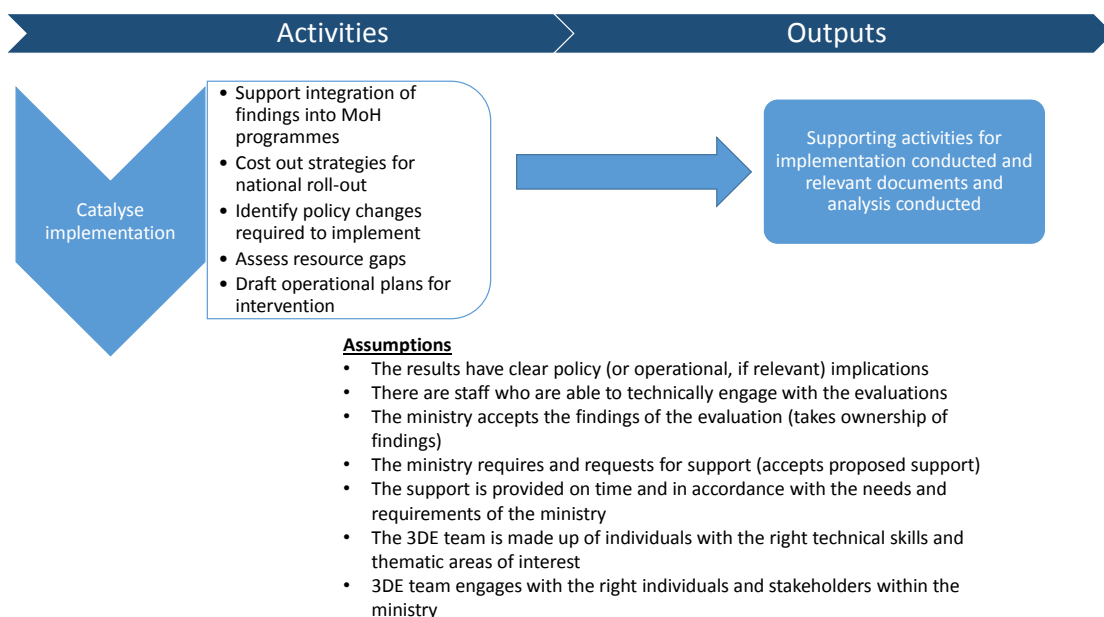 Activities
Outputs
Catalyse
implementation
• Support integration of
findings into MoH
programmes
• Cost out strategies for
national roll-out
• Identify policy changes
required to implement
• Assess resource gaps
• Draft operational plans for
intervention
Supporting activities for
implementation conducted and
relevant documents and
analysis conducted
Assumptions
• The results have clear policy (or operational, if relevant) implications
• There are staff who are able to technically engage with the evaluations
• The ministry accepts the findings of the evaluation (takes ownership of
findings)
• The ministry requires and requests for support (accepts proposed support)
• The support is provided on time and in accordance with the needs and
requirements of the ministry
• The 3DE team is made up of individuals with the right technical skills and
thematic areas of interest
• 3DE team engages with the right individuals and stakeholders within the
ministry